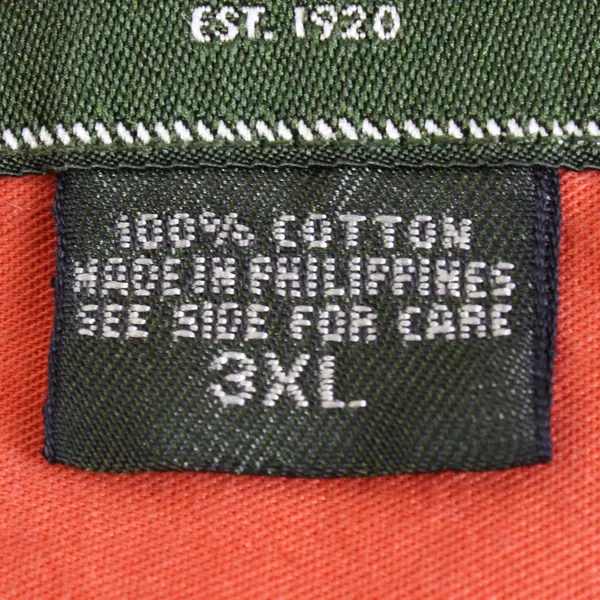 EST. 1920
100% COTTON
MADE IN PHILIPPINES
SEE SIDE FOR CARE
3XL